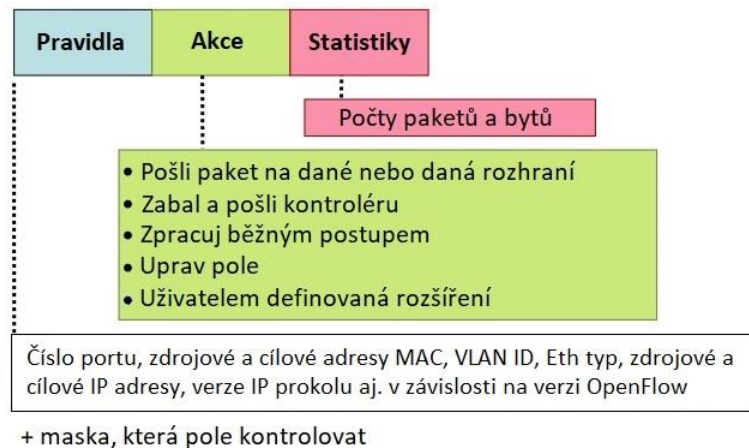 Pravidla Akce Statistiky
Počty paketů a bytů
• Pošli paket na dané nebo daná rozhraní
• Zabal a pošli kontroléru
• Zpracuj běžným postupem
• Uprav pole
• Uživatelem definovaná rozšíření
Číslo portu, zdrojové a cílové adresy MAC, VLAN ID, Eth typ, zdrojové a
cílové IP adresy, verze IP prokolu aj. v závislosti na verzi OpenFlow
+ maska, která pole kontrolovat